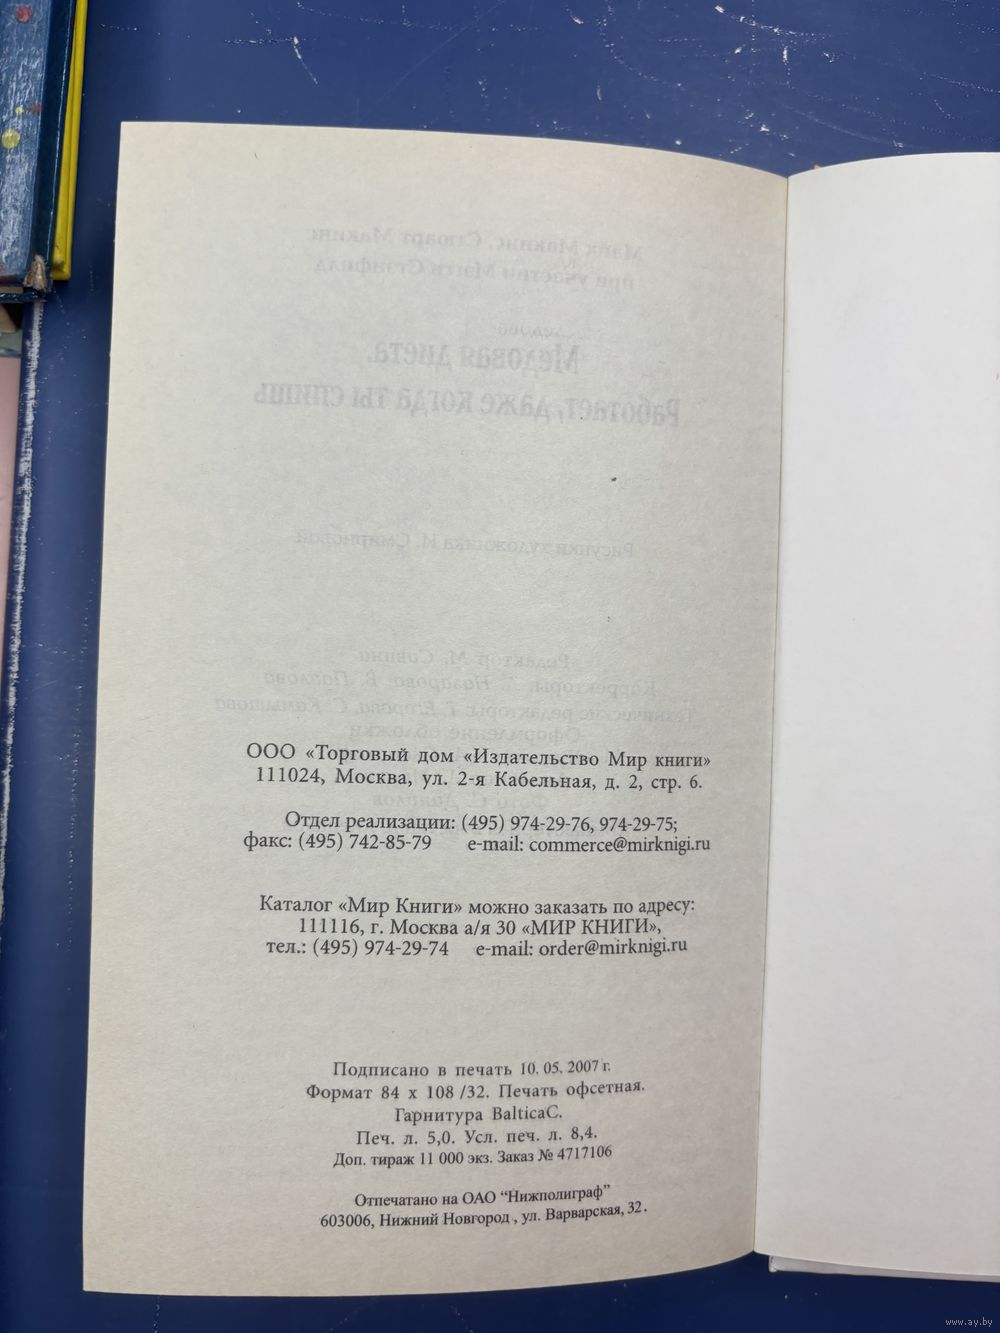 ООО «Торговый дом «Издательство Мир книги»
111024, Москва, ул. 2-я Кабельная, д. 2, стр. 6.
Отдел реализации: (495) 974-29-76, 974-29-75;
факс: (495) 742-85-79 e-mail: commerce@mirknigi.ru
Каталог «Мир Книги» можно заказать по адресу:
111116, г. Москва а/я 30 «МИР КНИГИ»,
тел.: (495) 974-29-74 e-mail: order@mirknigi.ru
Подписано в печать 10. 05. 2007 г.
Формат 84 х 108 /32. Печать офсетная.
Гарнитура BalticaC.
Печ. л. 5,0. Усл. печ. л. 8,4.
Доп. тираж 11 000 экз. Заказ № 4717106
Отпечатано на ОАО “Нижполиграф”
603006, Нижний Новгород , ул. Варварская, 32.
www.ay.by